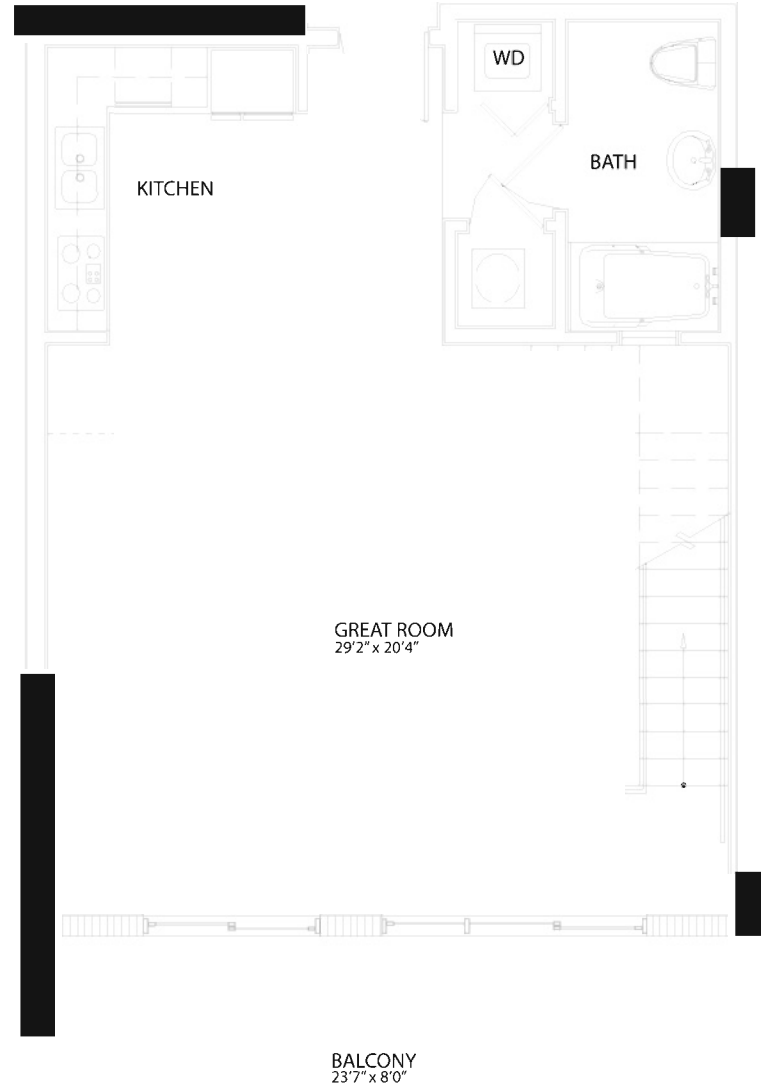 WD
BATH
KITCHEN
GREAT ROOM
29'2" x 20'4"
BALCONY
23'7" x 8'0"